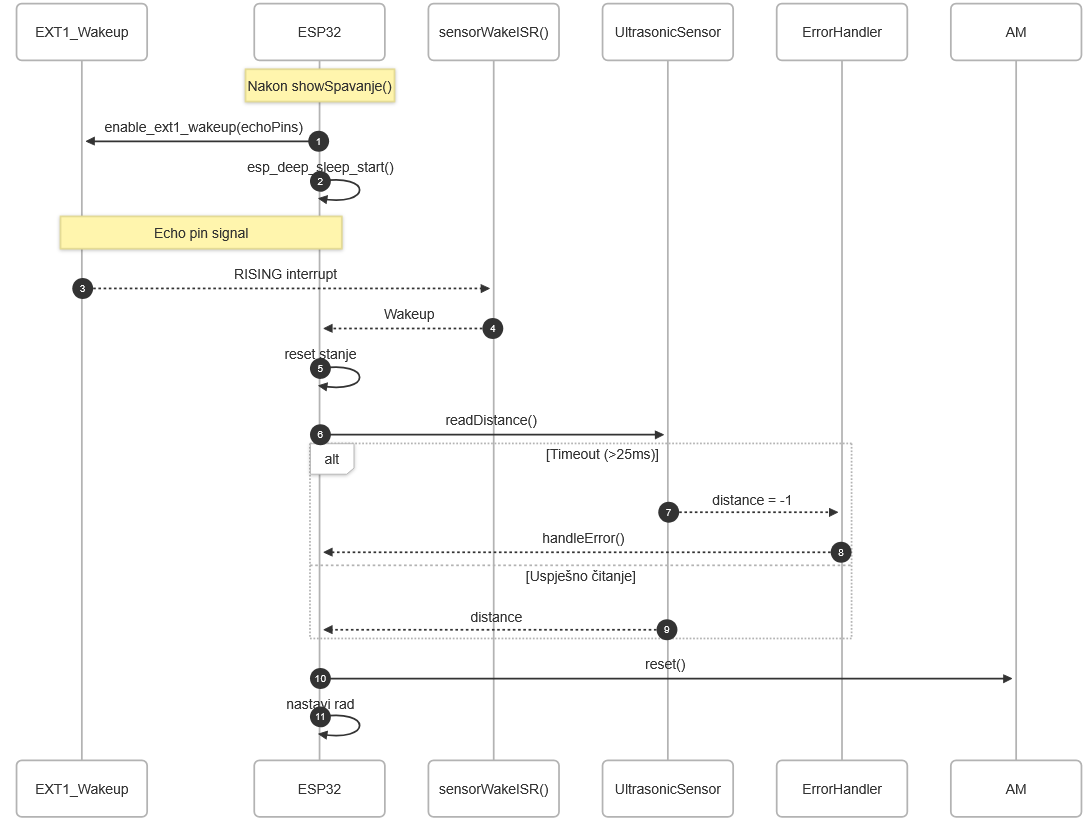 EXT1_Wakeup
ESP32
sensorWakeISR()
UltrasonicSensor
ErrorHandler
AM
Nakon showSpavanje()
enable_ext1_wakeup(echoPins)
1
esp_deep_sleep_start()
2
Echo pin signal
RISING interrupt
3
Wakeup
4
reset stanje
5
readDistance()
6
alt
[Timeout (>25ms)]
distance = -1
7
handleError()
8
[Uspješno čitanje]
distance
9
reset()
10
nastavi rad
11
EXT1_Wakeup
ESP32
sensorWakeISR()
UltrasonicSensor
ErrorHandler
AM